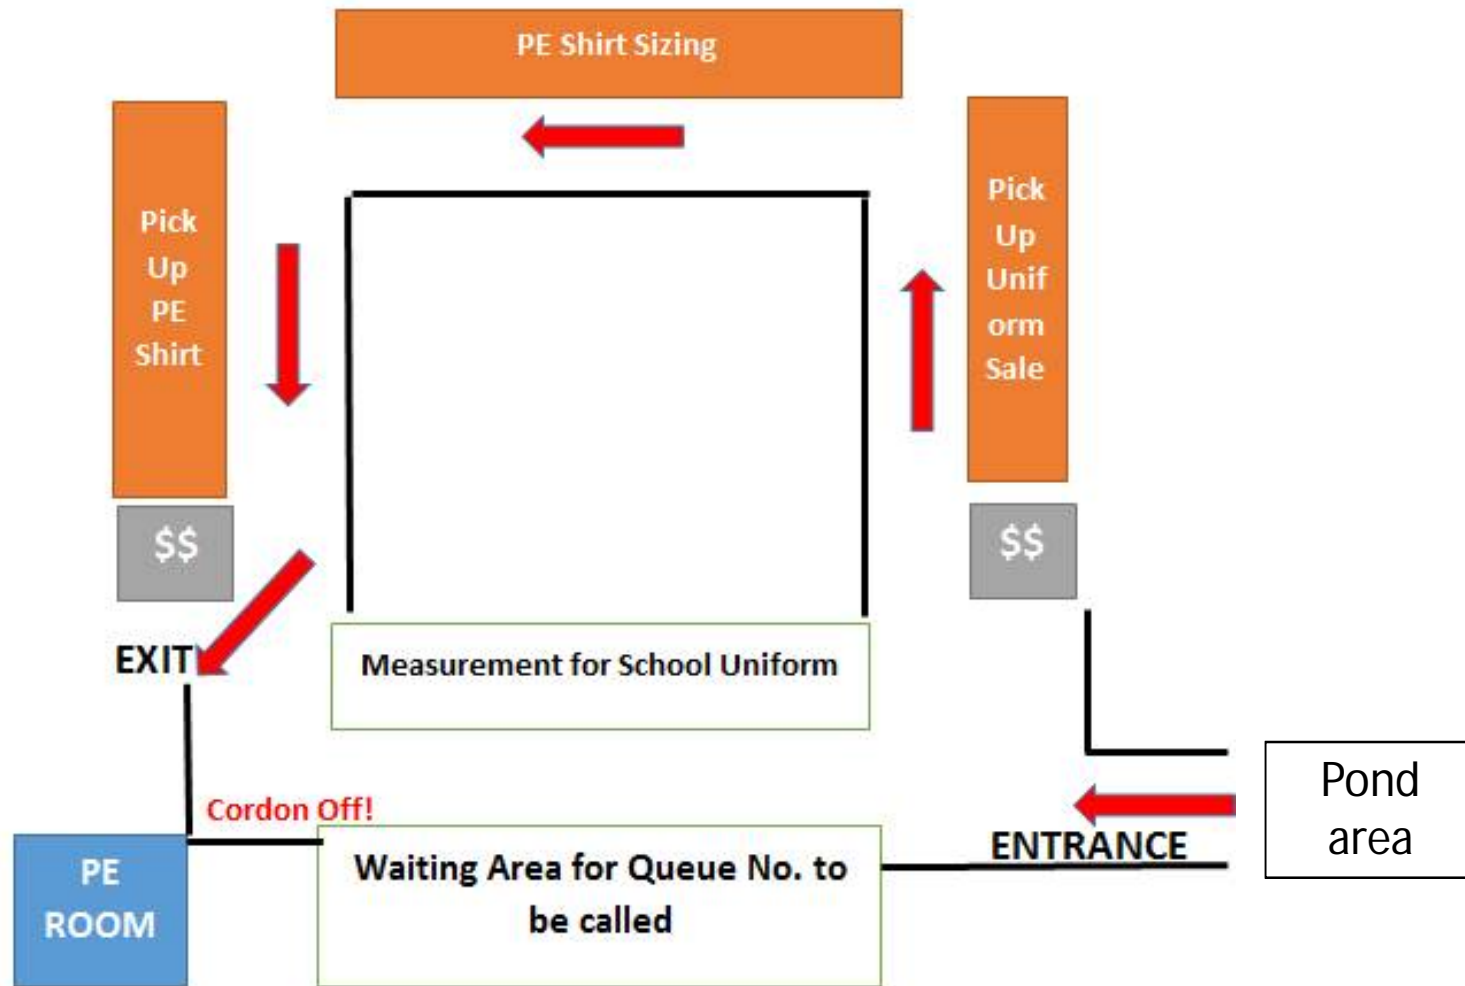 PE Shirt Sizing
Pick
Up
PE
Shirt
Pick
Up
Unif
orm
Sale
$$
$$
EXIT
Measurement for School Uniform
Cordon Off!
PE
ROOM
Waiting Area for Queue No. to
be called
ENTRANCE
Pond
area